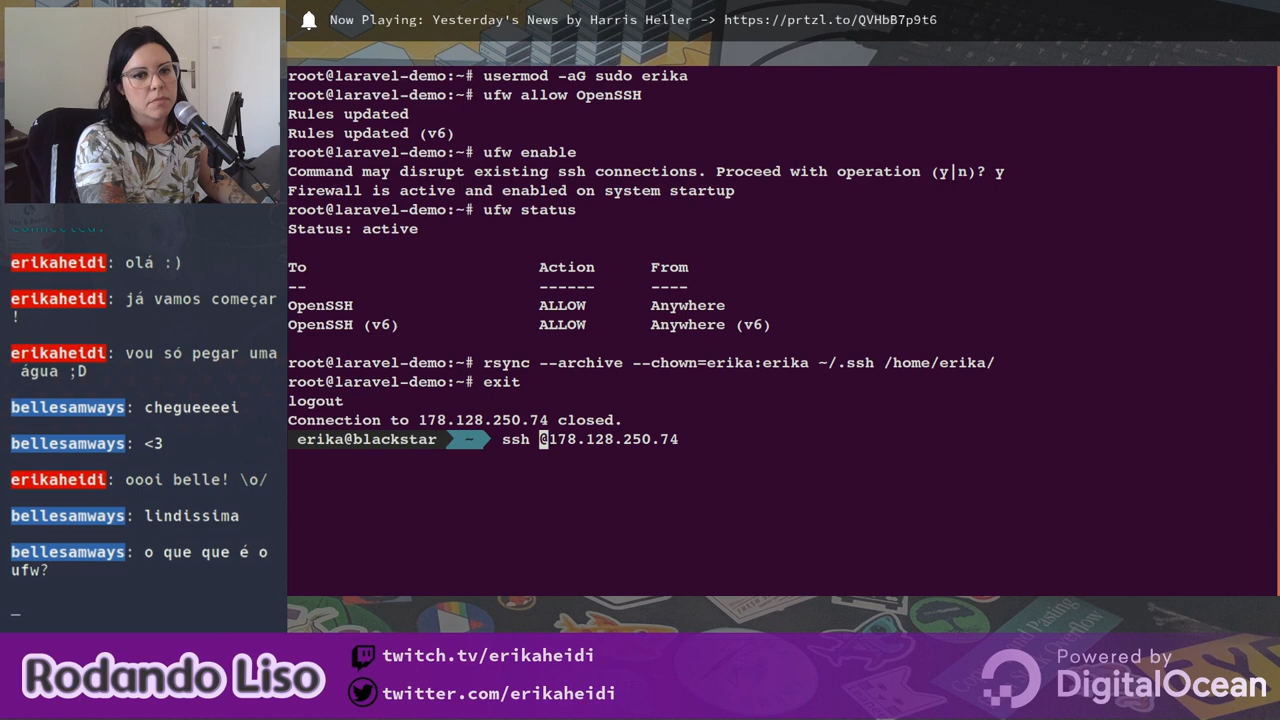 Now Playing: Yesterday's News by Harris Heller -> https://prtzl.to/QVHbB7p9t6
root@laravel-demo:~# usermod -aG sudo erika
root@laravel-demo:~# ufw allow OpenSSH
Rules updated
Rules updated (v6)
root@laravel-demo:~# ufw enable
Command may disrupt existing ssh connections. Proceed with operation (y|n)? y
Firewall is active and enabled on system startup
root@laravel-demo:~# ufw status
Status: active
To Action From
-- ------ ----
OpenSSH ALLOW Anywhere
OpenSSH (v6) ALLOW Anywhere (v6)
root@laravel-demo:~# rsync --archive --chown=erika:erika ~/.ssh /home/erika/
root@laravel-demo:~# exit
logout
Connection to 178.128.250.74 closed.
erika@blackstar ~ ssh @178.128.250.74
connected.
erikaheidi: olá :)
erikaheidi: já vamos começar
!
erikaheidi: vou só pegar uma
água ;D
bellesamways: chegueeeei
bellesamways: <3
erikaheidi: oooi belle! \o/
bellesamways: lindissima
bellesamways: o que que é o
ufw?
_
Rodando Liso
twitch.tv/erikaheidi
twitter.com/erikaheidi
Powered by
DigitalOcean